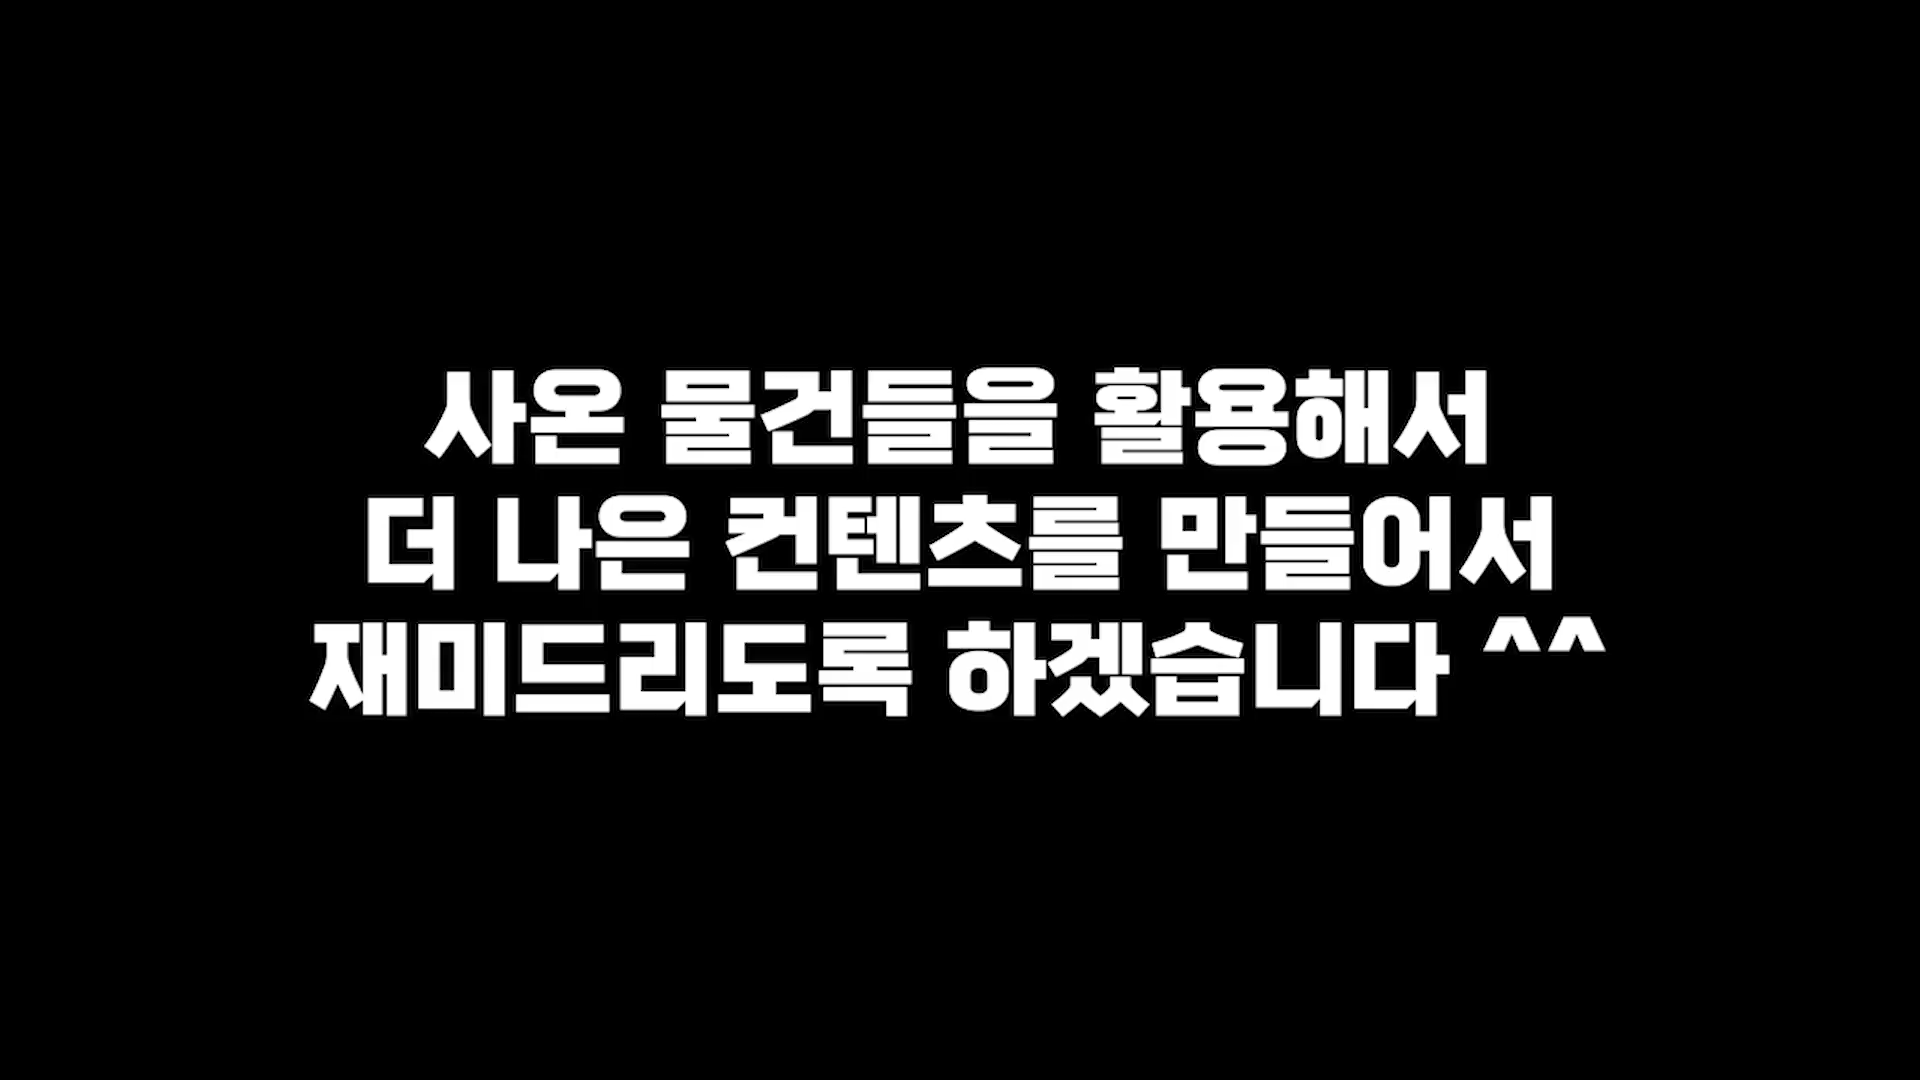 사온 물건들을 활용해서
더 나은 컨텐츠를 만들어서
재미드리도록 하겠습니다 ^^